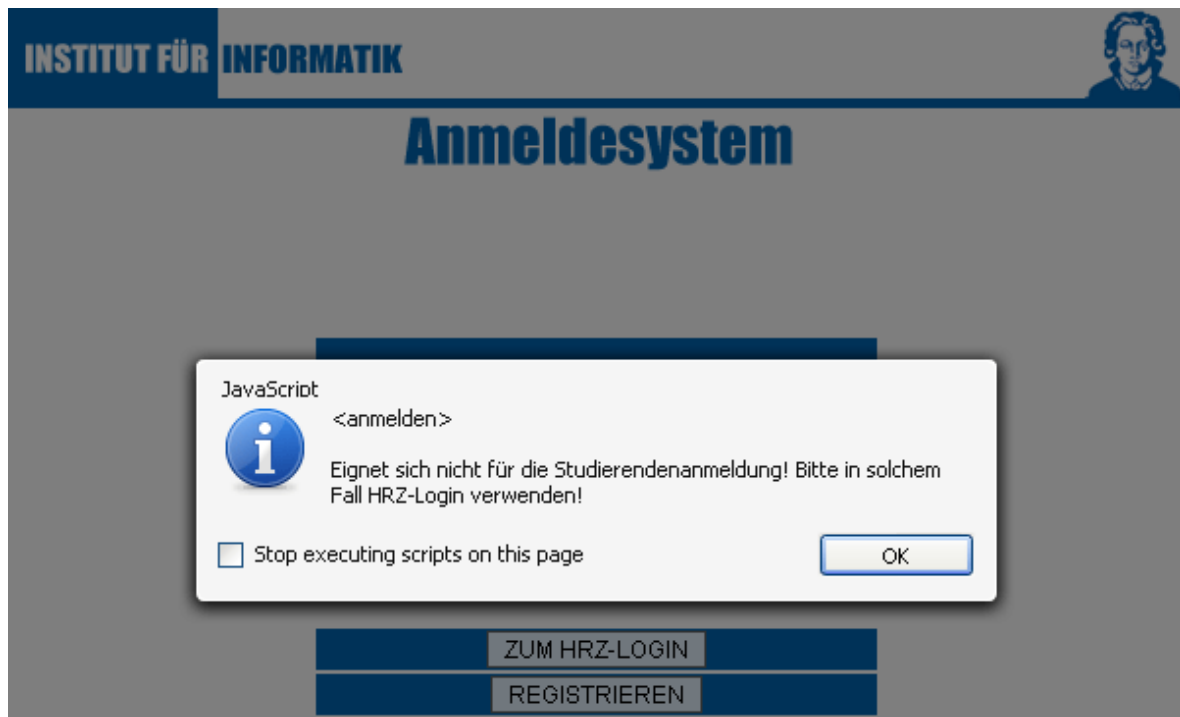 INSTITUT FÜR INFORMATIK
Anmeldesystem
JavaScript
<anmelden>
Eignet sich nicht für die Studierendenanmeldung! Bitte in solchem
Fall HRZ-Login verwenden!
Stop executing scripts on this page
OK
ZUM HRZ-LOGIN
REGISTRIEREN